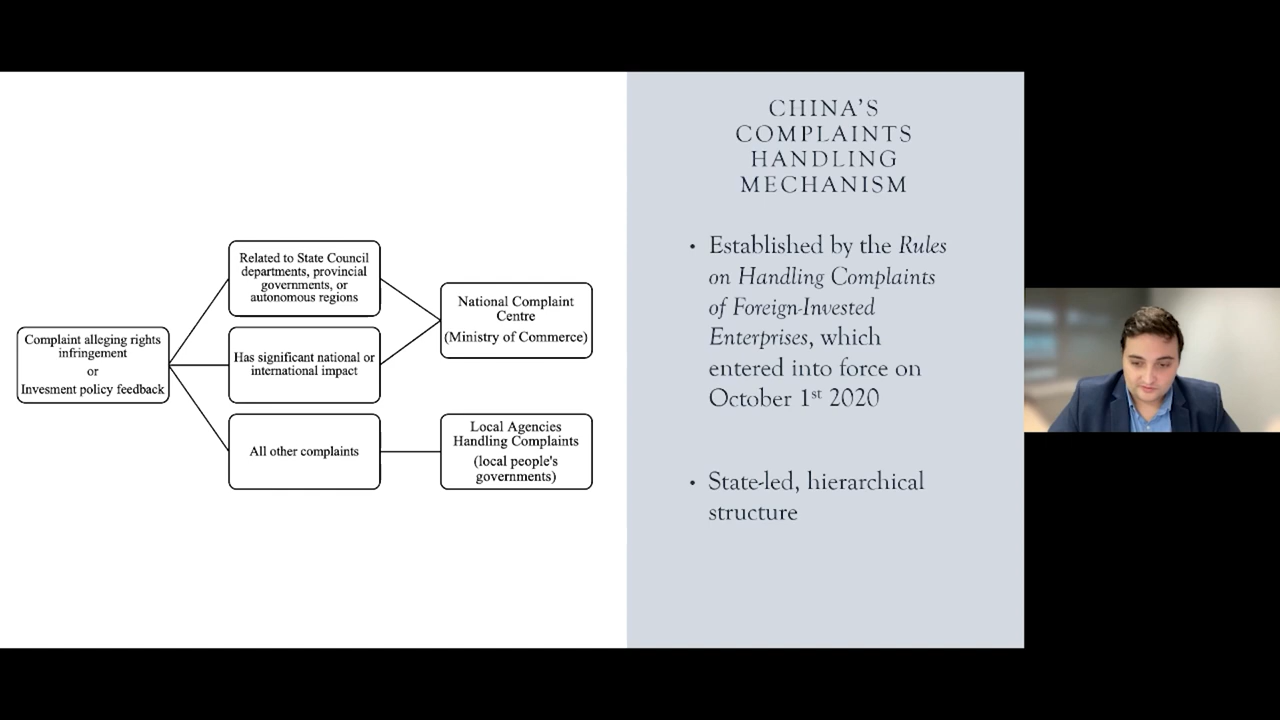 CHINA'S
COMPLAINTS
HANDLING
MECHANISM
• Established by the Rules
on Handling Complaints
of Foreign-Invested
Enterprises, which
entered into force on
October 1st 2020
• State-led, hierarchical
structure
Complaint alleging rights
infringement
or
Invesment policy feedback
Related to State Council
departments, provincial
governments, or
autonomous regions
Has significant national or
international impact
All other complaints
National Complaint
Centre
(Ministry of Commerce)
Local Agencies
Handling Complaints
(local people's
governments)